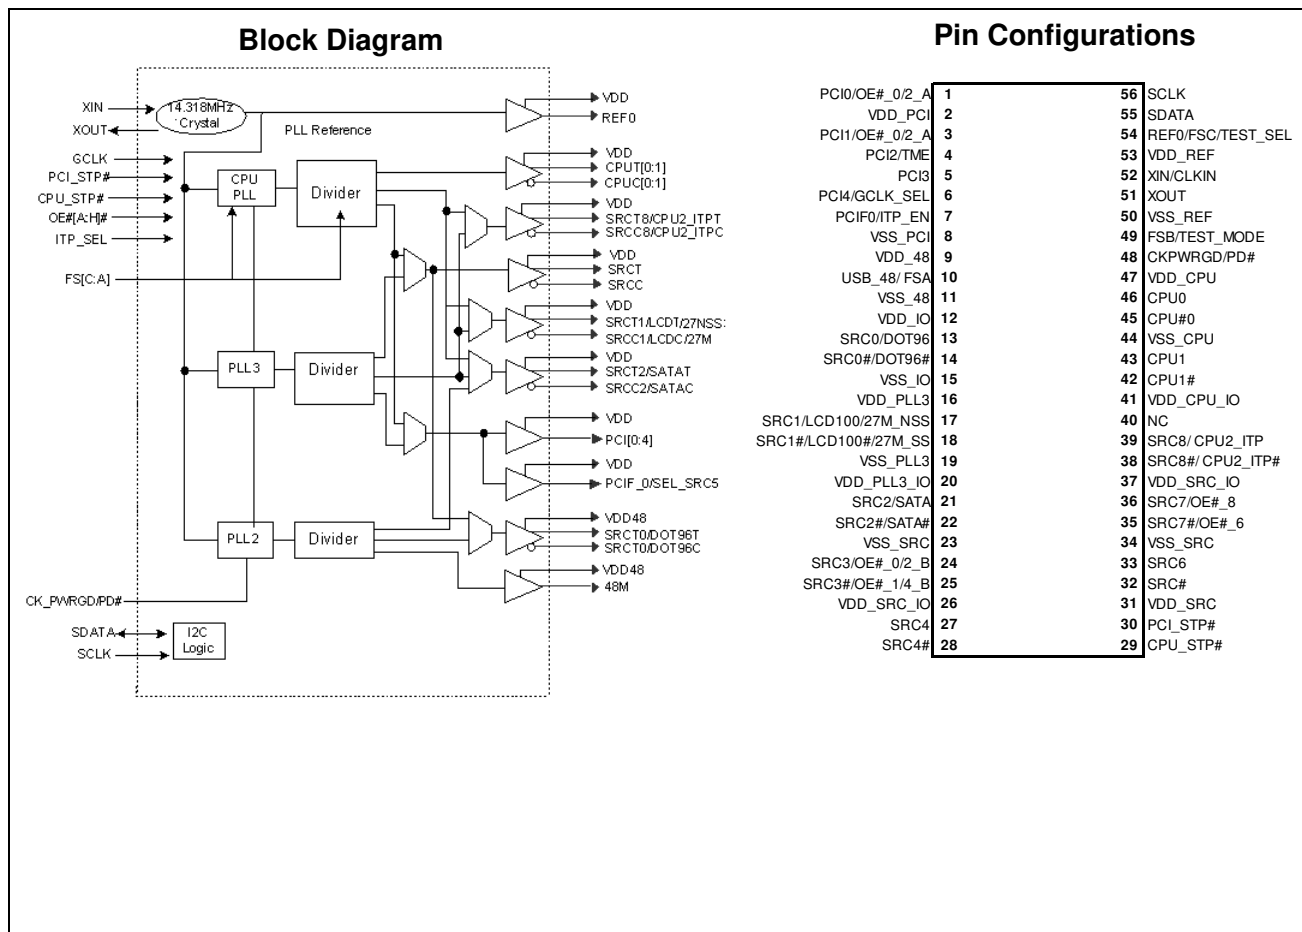 Block Diagram
XIN
XOUT
14.318MHz
Crystal
PLL Reference
GCLK
PCI_STP#
CPU_STP#
OE#[A:H]#
ITP_SEL
FS[C:A]
CPU
PLL
Divider
PLL3
Divider
PLL2
Divider
CK_PWRGD/PD#
SDATA
SCLK
I2C
Logic
VDD
REF0
VDD
CPUT[0:1]
CPUC[0:1]
VDD
SRCT8/CPU2_ITPT
SRCC8/CPU2_ITPC
VDD
SRCT
SRCC
VDD
SRCT1/LCDT/27NSS
SRCC1/LCDC/27M
VDD
SRCT2/SATAT
SRCC2/SATAC
VDD
PCI[0:4]
VDD
PCIF_0/SEL_SRC5
VDD48
SRCT0/DOT96T
SRCT0/DOT96C
VDD48
48M
Pin Configurations
PCI0/OE#_0/2_A 1 56 SCLK
VDD_PCI 2 55 SDATA
PCI1/OE#_0/2_A 3 54 REF0/FSC/TEST_SEL
PCI2/TME 4 53 VDD_REF
PCI3 5 52 XIN/CLKIN
PCI4/GCLK_SEL 6 51 XOUT
PCIF0/ITP_EN 7 50 VSS_REF
VSS_PCI 8 49 FSB/TEST_MODE
VDD_48 9 48 CKPWRGD/PD#
USB_48/ FSA 10 47 VDD_CPU
VSS_48 11 46 CPU0
VDD_IO 12 45 CPU#0
SRC0/DOT96 13 44 VSS_CPU
SRC0#/DOT96# 14 43 CPU1
VSS_IO 15 42 CPU1#
VDD_PLL3 16 41 VDD_CPU_IO
SRC1/LCD100/27M_NSS 17 40 NC
SRC1#/LCD100#/27M_SS 18 39 SRC8/ CPU2_ITP
VSS_PLL3 19 38 SRC8#/ CPU2_ITP#
VDD_PLL3_IO 20 37 VDD_SRC_IO
SRC2/SATA 21 36 SRC7/OE#_8
SRC2#/SATA# 22 35 SRC7#/OE#_6
VSS_SRC 23 34 VSS_SRC
SRC3/OE#_0/2_B 24 33 SRC6
SRC3#/OE#_1/4_B 25 32 SRC#
VDD_SRC_IO 26 31 VDD_SRC
SRC4 27 30 PCI_STP#
SRC4# 28 29 CPU_STP#